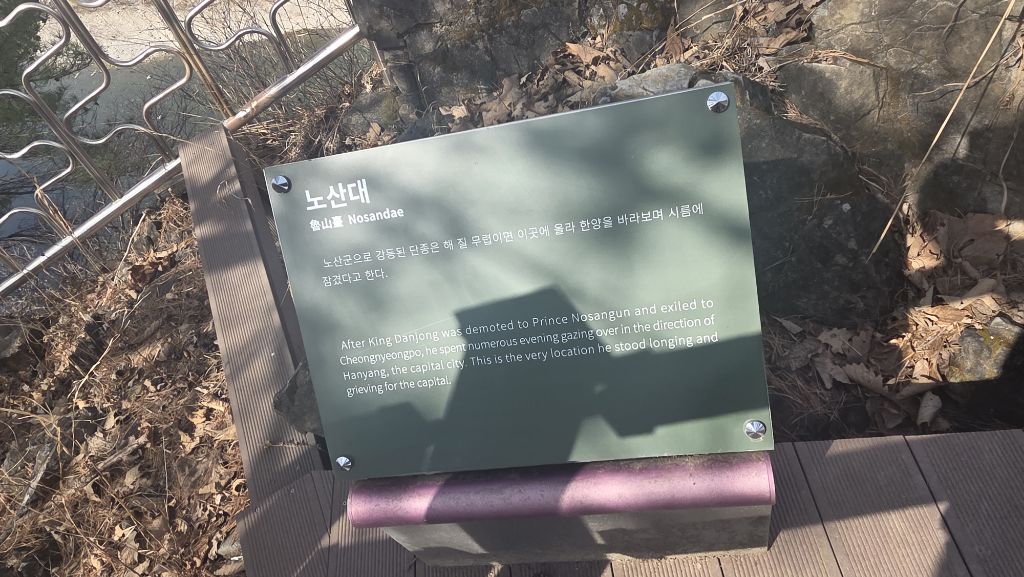 노산대
魯山臺 Nosandae
노산군으로 강등된 단종은 해 질 무렵이면 이곳에 올라 한양을 바라보며 시름에
잠겼다고 한다.
After King Danjong was demoted to Prince Nosangun and exiled to
Cheongnyeongpo, he spent numerous evening gazing over in the direction of
Hanyang, the capital city. This is the very location he stood longing and
grieving for the capital.